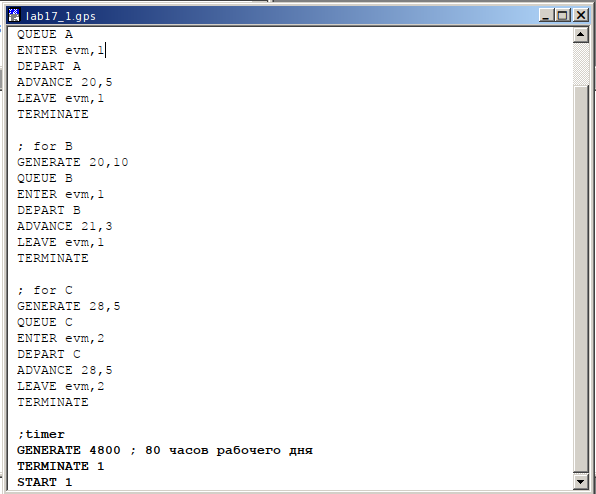 lab17_1.gps
QUEUE A
ENTER evm,1
DEPART A
ADVANCE 20,5
LEAVE evm,1
TERMINATE
; for B
GENERATE 20,10
QUEUE B
ENTER evm,1
DEPART B
ADVANCE 21,3
LEAVE evm,1
TERMINATE
; for C
GENERATE 28,5
QUEUE C
ENTER evm,2
DEPART C
ADVANCE 28,5
LEAVE evm,2
TERMINATE
;timer
GENERATE 4800 ; 80 часов рабочего дня
TERMINATE 1
START 1